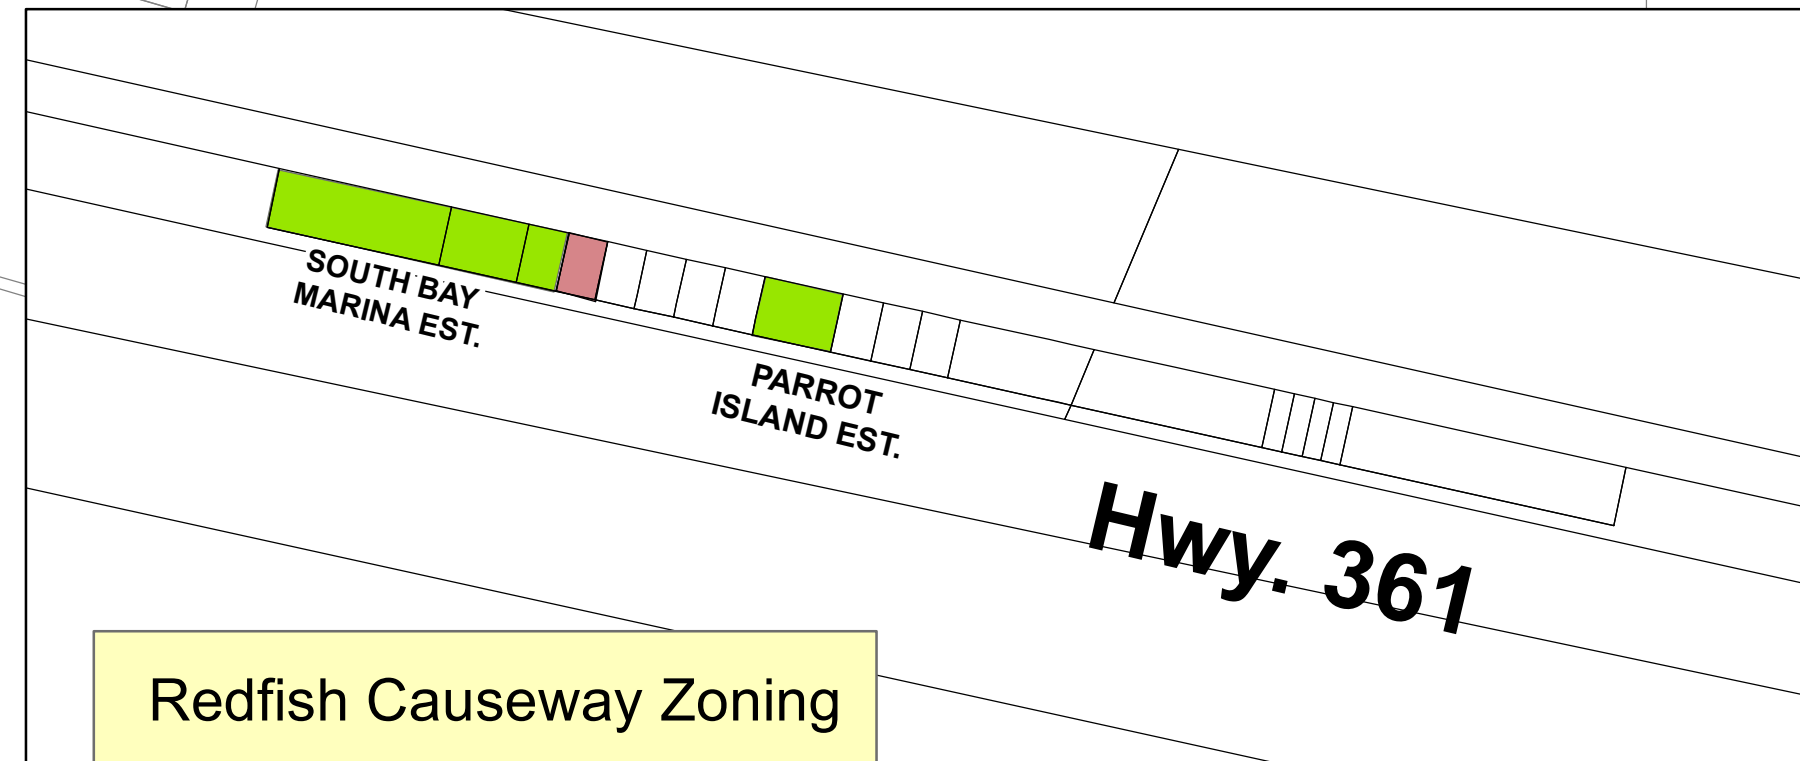 SOUTH BAY
MARINA EST.
PARROT
ISLAND EST.
Hwy. 361
Redfish Causeway Zoning